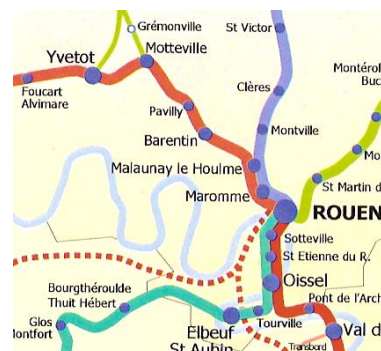 Grémonville
St Victor
Yvetot
Motteville
Montérol
Buc
Foucart
Alvimare
Clères
Pavilly
Barentin
Montville
Mo
Malaunay le Houlme
St Martin d
Maromme
ROUEN
Sotteville
St Etienne du R.
Bourgthéroulde
Thuit Hébert
Oissel
Pont de l'Arch
Glos
Montfort
Elbeuf
St Aubin
Tourville
Val d
Transbord